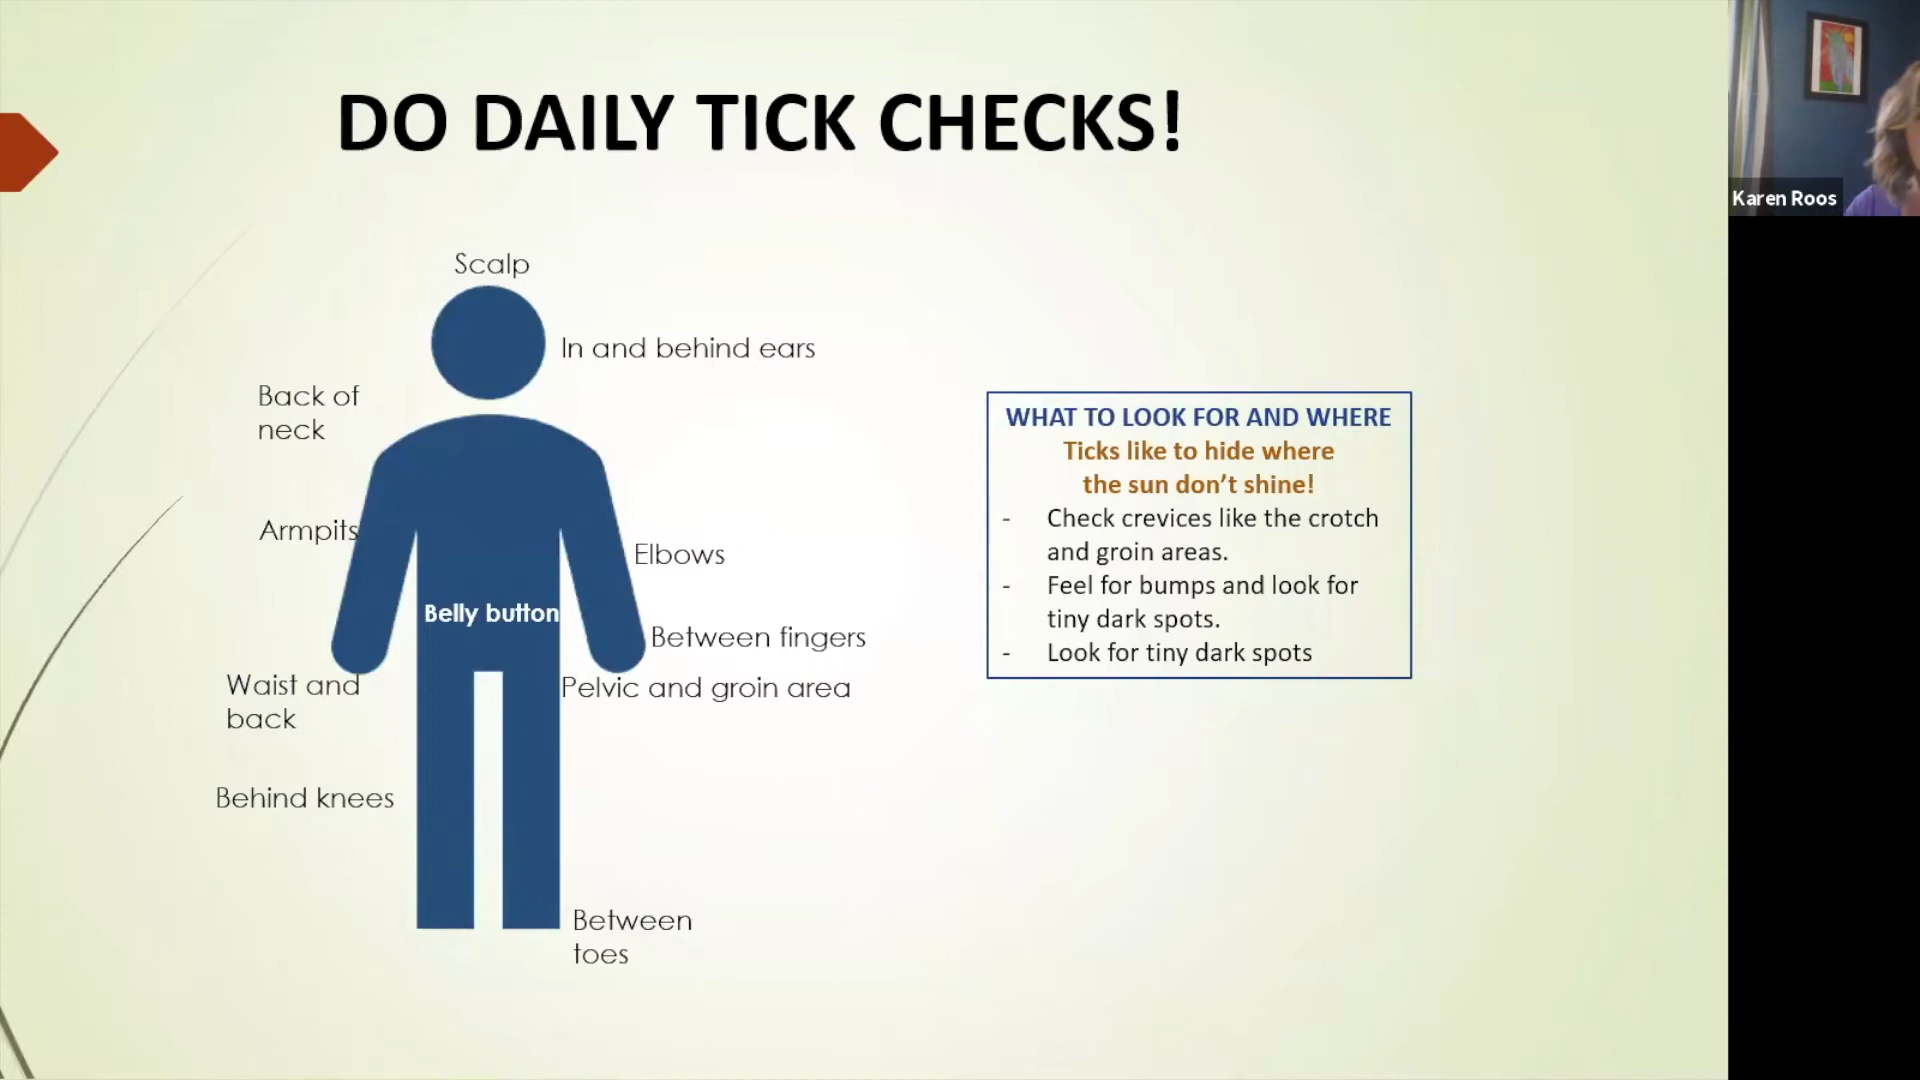 DO DAILY TICK CHECKS!
Karen Roos
Scalp
In and behind ears
Back of
neck
Armpits
Elbows
Belly button
Between fingers
Waist and
back
Pelvic and groin area
Behind knees
Between
toes
WHAT TO LOOK FOR AND WHERE
Ticks like to hide where
the sun don’t shine!
- Check crevices like the crotch
and groin areas.
- Feel for bumps and look for
tiny dark spots.
- Look for tiny dark spots